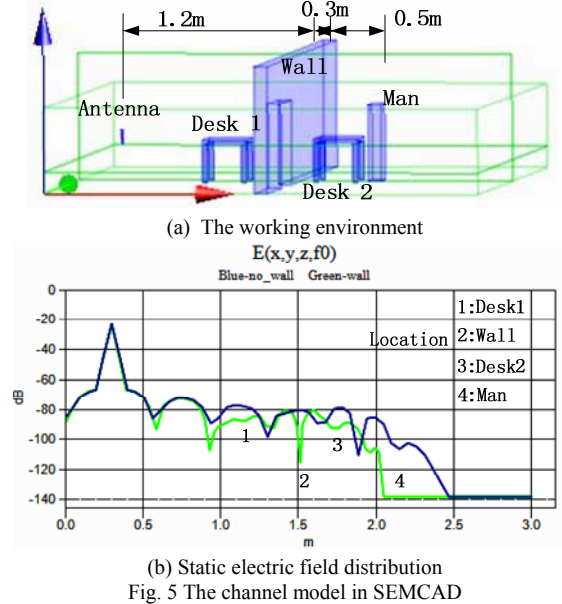 0.3m
1.2m
0.5m
Wall
Man
Antenna
Desk 1
Desk 2
(a) The working environment
E(x,y,z,f0)
Blue-no_wall Green-wall
0
-20
-40
-60
-80
-100
-120
-140
dB
Location
1:Desk1
2:Wall
3:Desk2
4:Man
1
2
3
4
0.0 0.5 1.0 1.5 2.0 2.5 3.0
m
(b) Static electric field distribution
Fig. 5 The channel model in SEMCAD